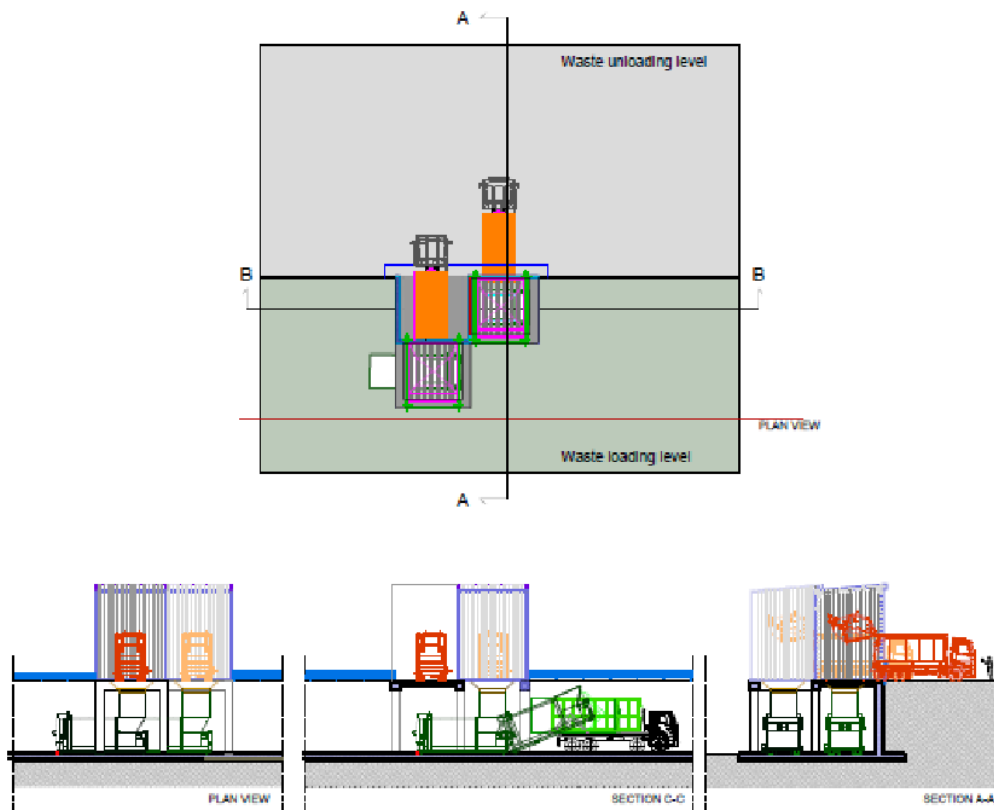 A
Waste unloading level
B
B
PLAN VIEW
Waste loading level
A
PLAN VIEW
SECTION C-C
SECTION A-A